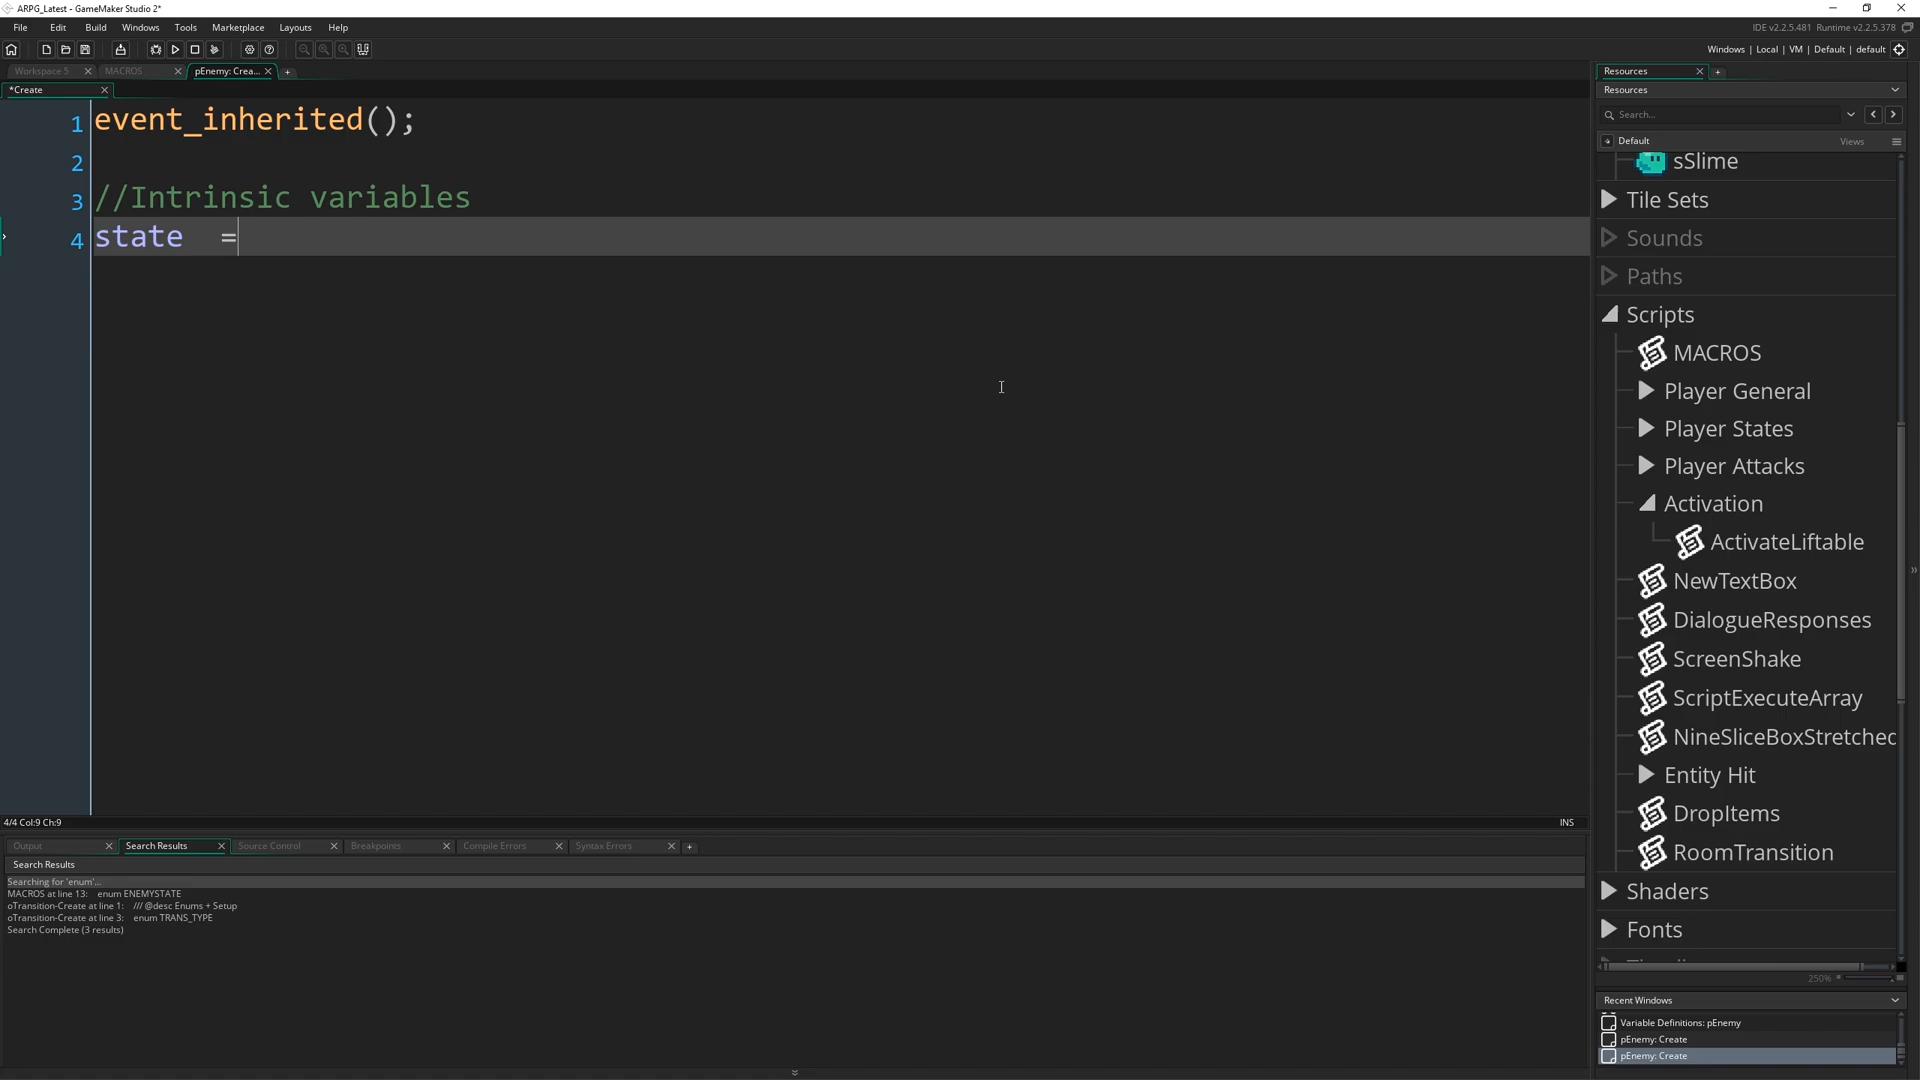 ARPG_Latest - GameMaker Studio 2*
File Edit Build Windows Tools Marketplace Layouts Help
IDE v2.2.5.481 Runtime v2.2.5.378
Windows | Local | VM | Default | default
Workspace 5
MACROS
pEnemy: Crea...
*Create
1 event_inherited();
2
3 //Intrinsic variables
4 state  =
4/4 Col:9 Ch:9
INS
Output
Search Results
Source Control
Breakpoints
Compile Errors
Syntax Errors
Search Results
Searching for 'enum'...
MACROS at line 13: enum ENEMYSTATE
oTransition-Create at line 1: /// @desc Enums + Setup
oTransition-Create at line 3: enum TRANS_TYPE
Search Complete (3 results)
Resources
Resources
Search...
Default
Views
sSlime
Tile Sets
Sounds
Paths
Scripts
MACROS
Player General
Player States
Player Attacks
Activation
ActivateLiftable
NewTextBox
DialogueResponses
ScreenShake
ScriptExecuteArray
NineSliceBoxStretched
Entity Hit
DropItems
RoomTransition
Shaders
Fonts
250%
Recent Windows
Variable Definitions: pEnemy
pEnemy: Create
pEnemy: Create